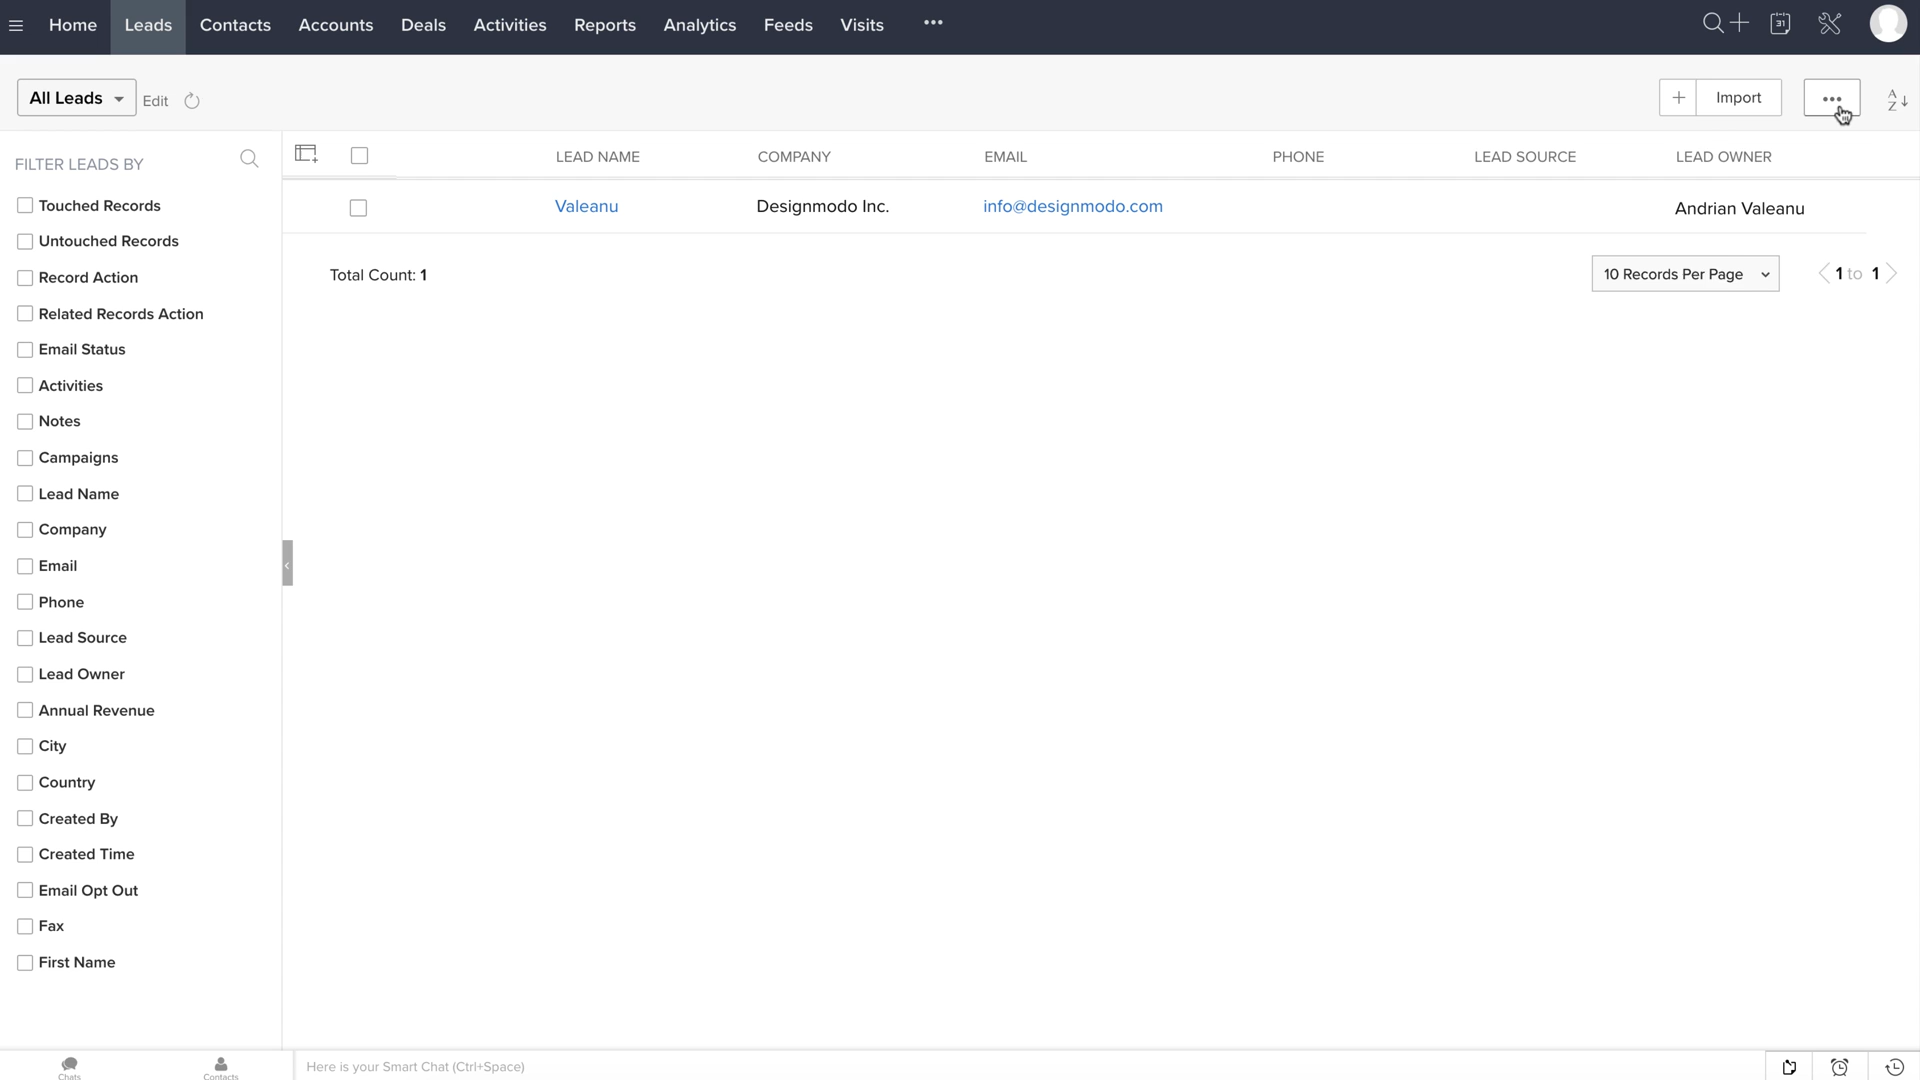 Home Leads Contacts Accounts Deals Activities Reports Analytics Feeds Visits ••• 31
All Leads Edit + Import ••• A Z
FILTER LEADS BY
LEAD NAME COMPANY EMAIL PHONE LEAD SOURCE LEAD OWNER
Valeanu Designmodo Inc. info@designmodo.com Andrian Valeanu
Total Count: 1 10 Records Per Page 1 to 1
Touched Records
Untouched Records
Record Action
Related Records Action
Email Status
Activities
Notes
Campaigns
Lead Name
Company
Email
Phone
Lead Source
Lead Owner
Annual Revenue
City
Country
Created By
Created Time
Email Opt Out
Fax
First Name
Chats Contacts Here is your Smart Chat (Ctrl+Space)